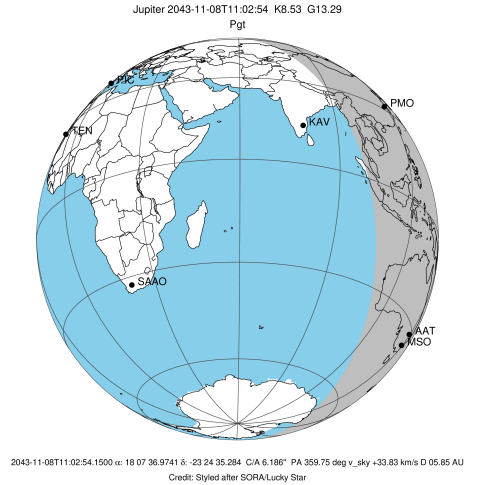 Jupiter 2043-11-08T11:02:54 K8.53 G13.29
Pgt
PIC
PMO
KAV
TEN
SAAO
AAT
MSO
2043-11-08T11:02:54.1500 α: 18 07 36.9741 δ: -23 24 35.284 C/A 6.186" PA 359.75 deg v_sky +33.83 km/s D 05.85 AU
Credit: Styled after SORA/Lucky Star